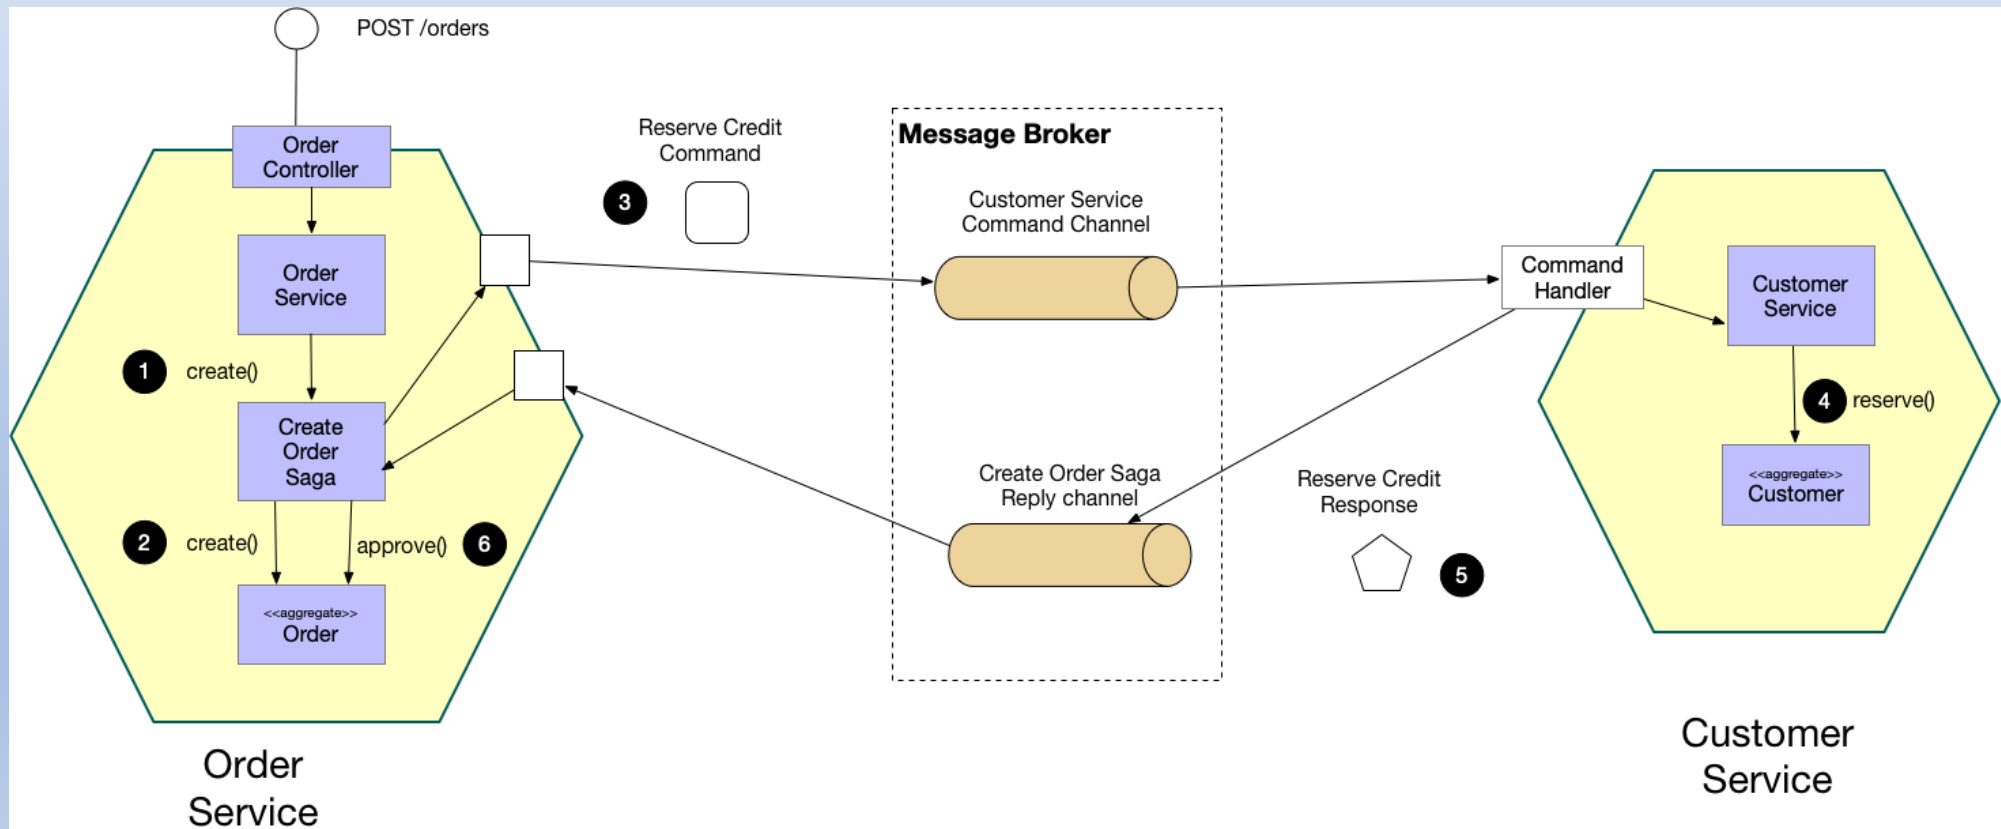 POST /orders
Order
Controller
Order
Service
1
create()
Create
Order
Saga
2
create()
approve()
6
<<aggregate>>
Order
Order
Service
Reserve Credit
Command
3
Message Broker
Customer Service
Command Channel
Create Order Saga
Reply channel
Reserve Credit
Response
5
Command
Handler
Customer
Service
4
reserve()
<<aggregate>>
Customer
Customer
Service